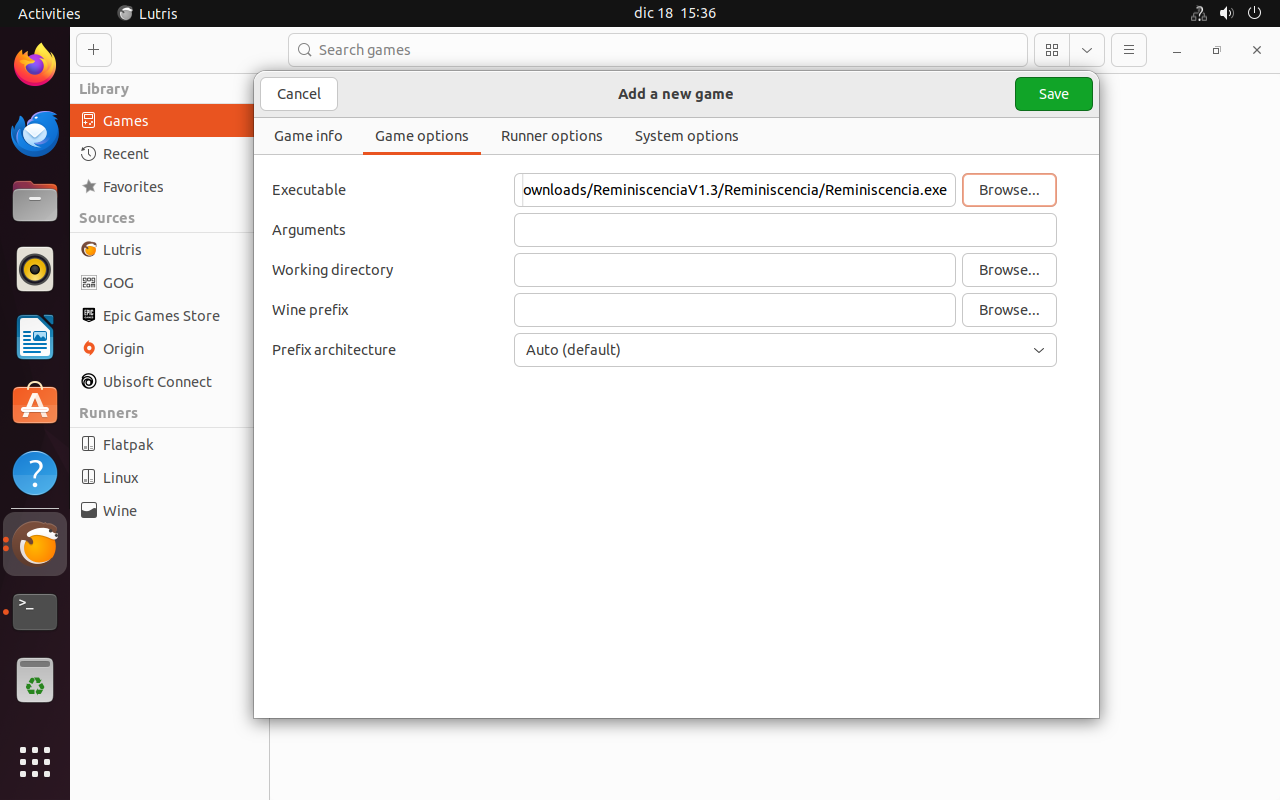 Activities
Lutris
dic 18 15:36
Search games
Library
Games
Recent
Favorites
Sources
Lutris
GOG
Epic Games Store
Origin
Ubisoft Connect
Runners
Flatpak
Linux
Wine
Cancel
Add a new game
Save
Game info
Game options
Runner options
System options
Executable
ownloads/ReminiscenciaV1.3/Reminiscencia/Reminiscencia.exe
Browse...
Arguments
Working directory
Browse...
Wine prefix
Browse...
Prefix architecture
Auto (default)